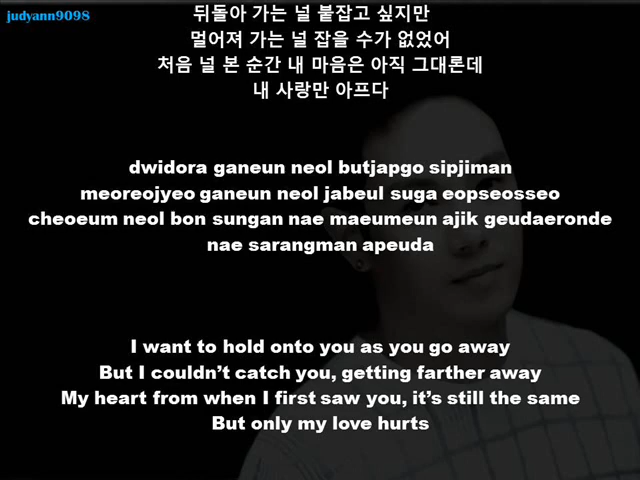 judyann9098
뒤돌아 가는 널 붙잡고 싶지만
멀어져 가는 널 잡을 수가 없었어
처음 널 본 순간 내 마음은 아직 그대론데
내 사랑만 아프다
dwidora ganeun neol butjapgo sipjiman
meoreojyeo ganeun neol jabeul suga eopseosseo
cheoeum neol bon sungan nae maeumeun ajik geudaeronde
nae sarangman apeuda
I want to hold onto you as you go away
But I couldn’t catch you, getting farther away
My heart from when I first saw you, it’s still the same
But only my love hurts